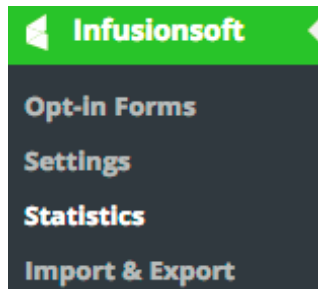 Infusionsoft
Opt-in Forms
Settings
Statistics
Import & Export